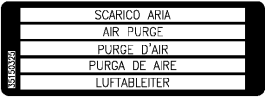 SCARICO ARIA
AIR PURGE
PURGE D'AIR
PURGA DE AIRE
LUFTABLEITER